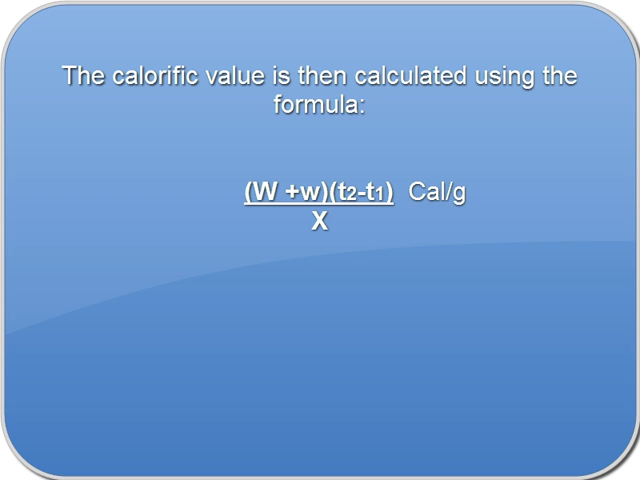 The calorific value is then calculated using the
formula:
(W +w)(t2-t1) Cal/g
X